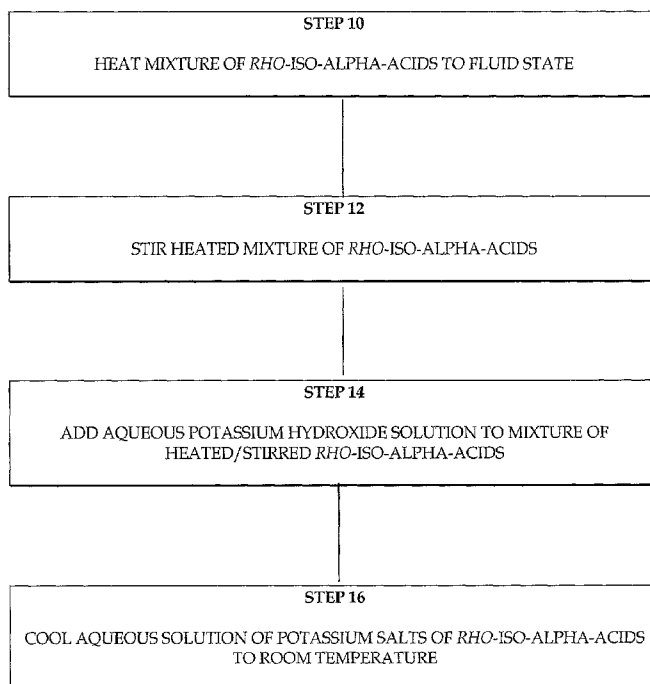 STEP 10
HEAT MIXTURE OF RHO-ISO-ALPHA-ACIDS TO FLUID STATE
STEP 12
STIR HEATED MIXTURE OF RHO-ISO-ALPHA-ACIDS
STEP 14
ADD AQUEOUS POTASSIUM HYDROXIDE SOLUTION TO MIXTURE OF
HEATED/STIRRED RHO-ISO-ALPHA-ACIDS
STEP 16
COOL AQUEOUS SOLUTION OF POTASSIUM SALTS OF RHO-ISO-ALPHA-ACIDS
TO ROOM TEMPERATURE